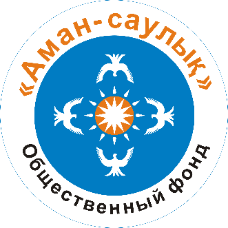 «Аман-саулық»
Общественный фонд